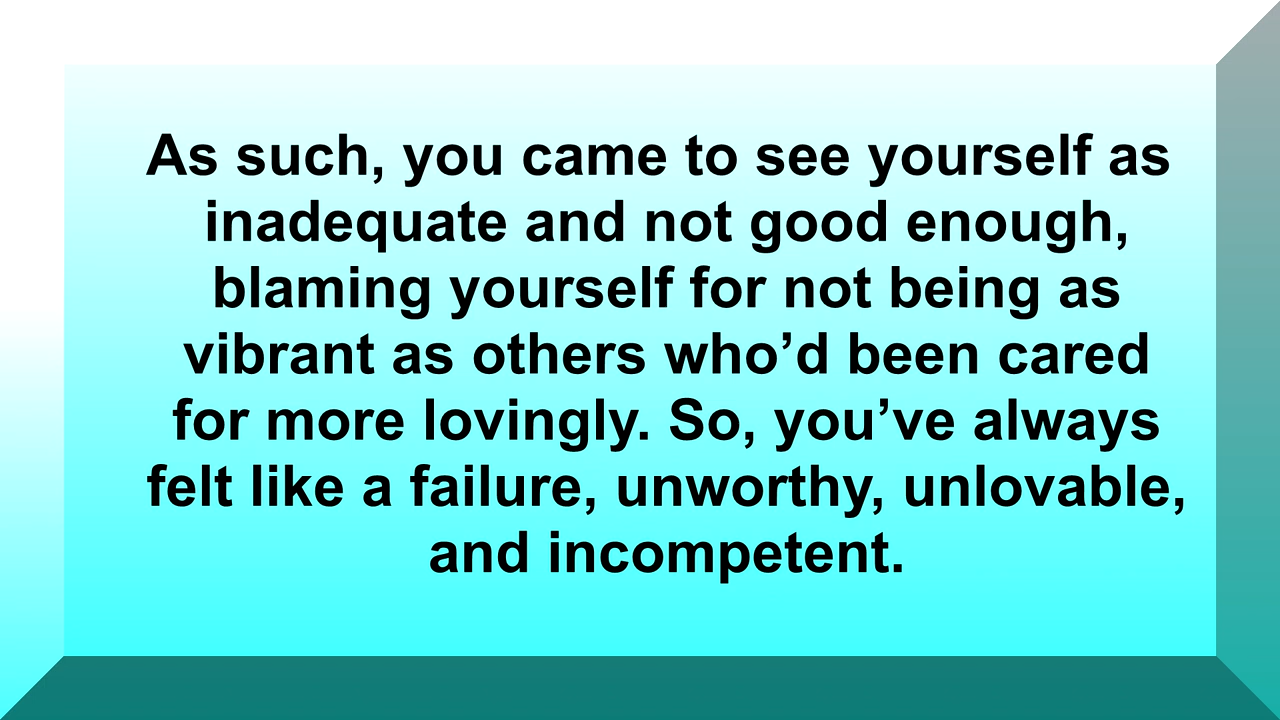 As such, you came to see yourself as
inadequate and not good enough,
blaming yourself for not being as
vibrant as others who’d been cared
for more lovingly. So, you’ve always
felt like a failure, unworthy, unlovable,
and incompetent.